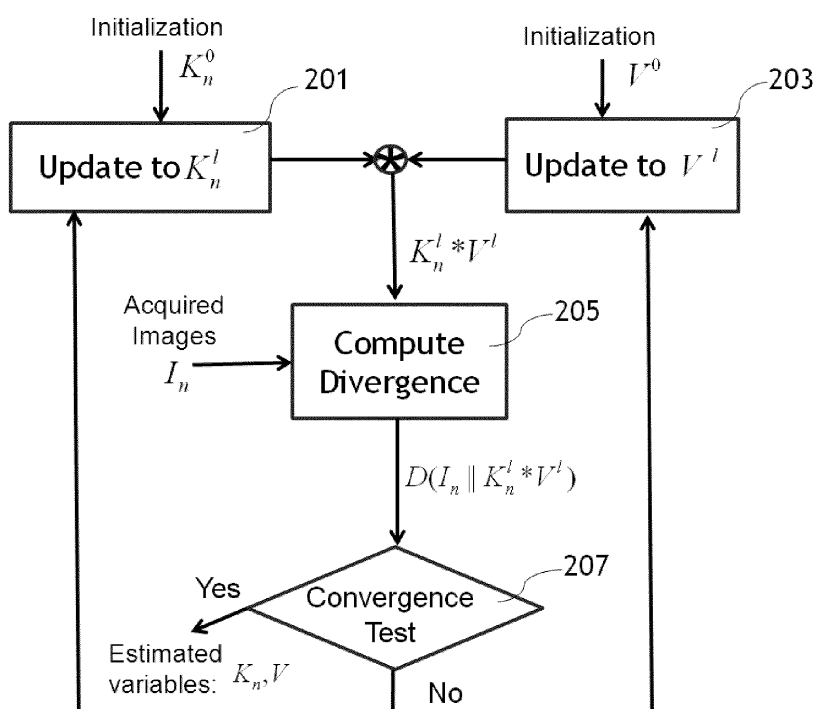 Initialization
K_n^0
201
Initialization
V^0
203
Update to K_n^l
*
Update to V^l
K_n^l * V^l
Acquired
Images
I_n
205
Compute
Divergence
D(I_n || K_n^l * V^l)
207
Yes
Convergence
Test
Estimated
variables: K_n, V
No